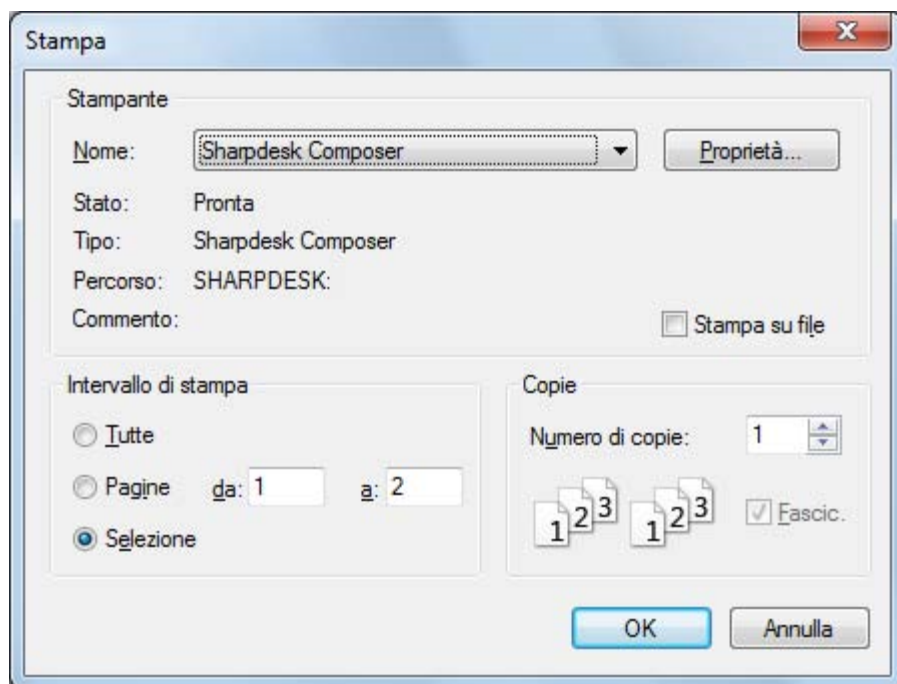 Stampa
Stampante
Nome: Sharpdesk Composer Proprietà...
Stato: Pronta
Tipo: Sharpdesk Composer
Percorso: SHARPDESK:
Commento: Stampa su file
Intervallo di stampa
Tutte
Pagine da: 1 a: 2
Selezione
Copie
Numero di copie: 1
1 2 3 1 2 3 Fascic.
OK Annulla